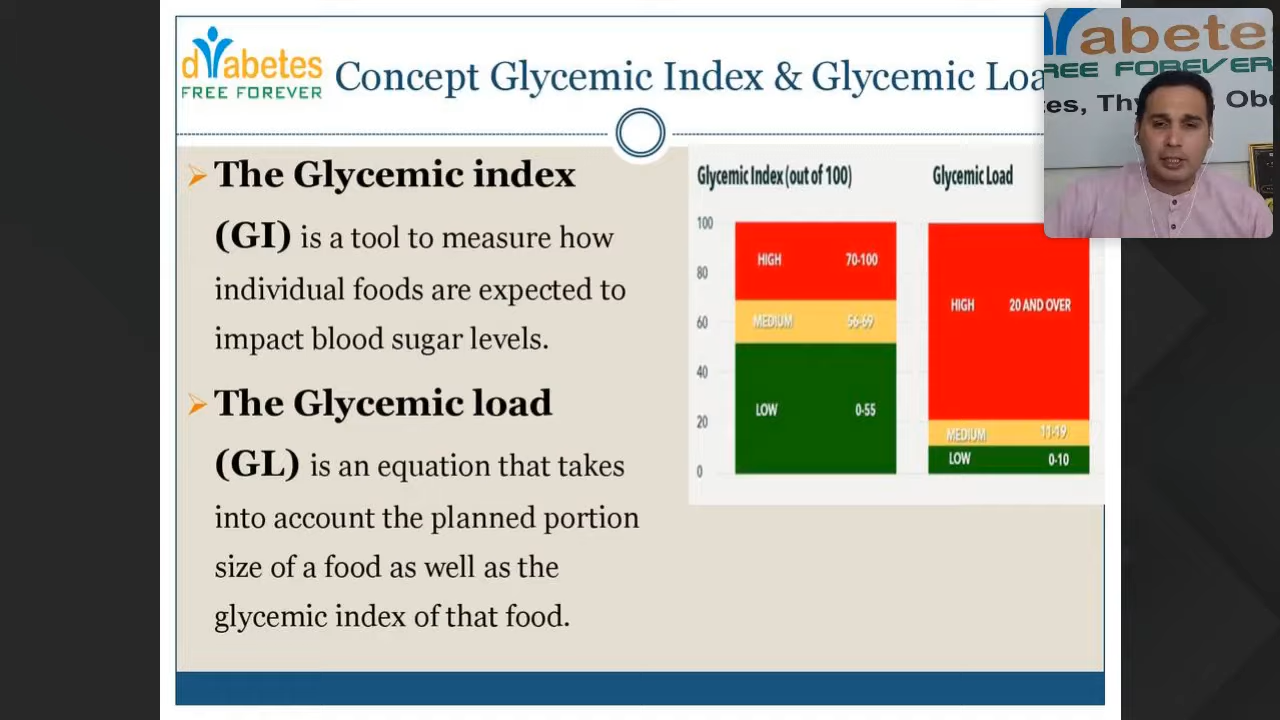 dYabetes
FREE FOREVER
Concept Glycemic Index & Glycemic Loa
abete
REE FOREVER
tes, Thy Obe
The Glycemic index
(GI) is a tool to measure how
individual foods are expected to
impact blood sugar levels.
The Glycemic load
(GL) is an equation that takes
into account the planned portion
size of a food as well as the
glycemic index of that food.
Glycemic Index (out of 100)
100
80
60
40
20
0
HIGH 70-100
MEDIUM 56-69
LOW 0-55
Glycemic Load
HIGH 20 AND OVER
MEDIUM 11-19
LOW 0-10